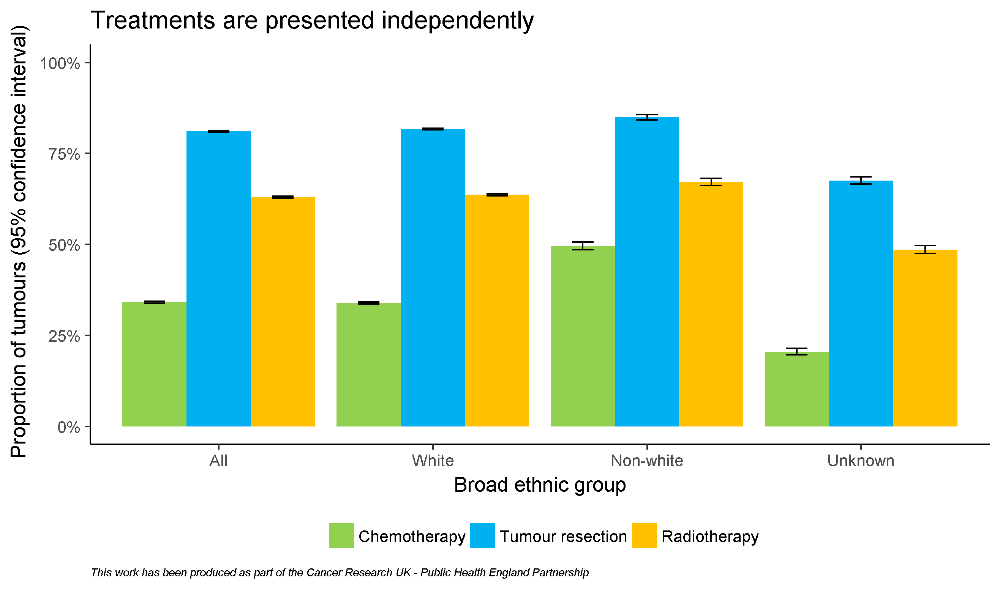 Treatments are presented independently
Proportion of tumours (95% confidence interval)
100%
75%
50%
25%
0%
All
White
Non-white
Unknown
Broad ethnic group
Chemotherapy
Tumour resection
Radiotherapy
This work has been produced as part of the Cancer Research UK - Public Health England Partnership